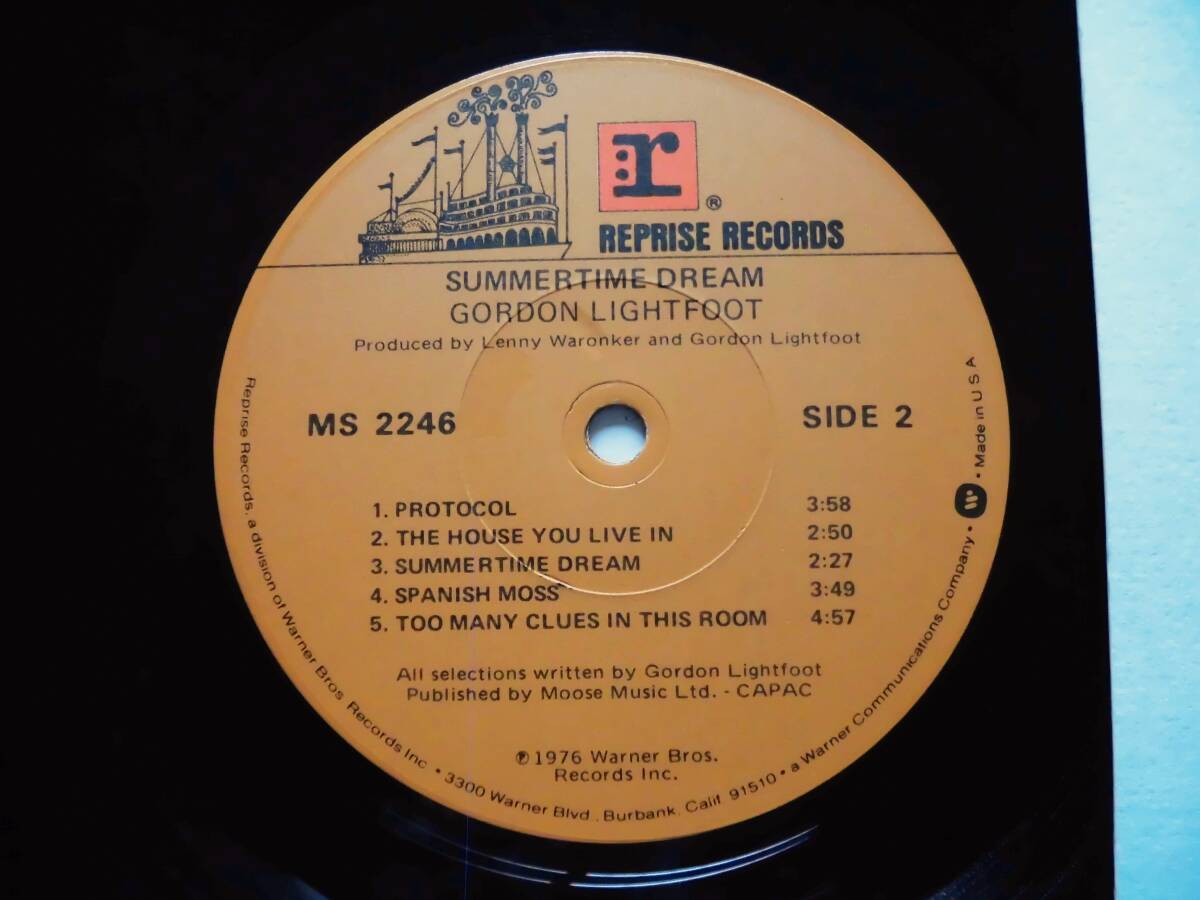 r
®
REPRISE RECORDS
SUMMERTIME DREAM
GORDON LIGHTFOOT
Produced by Lenny Waronker and Gordon Lightfoot
MS 2246
SIDE 2
1. PROTOCOL 3:58
2. THE HOUSE YOU LIVE IN 2:50
3. SUMMERTIME DREAM 2:27
4. SPANISH MOSS 3:49
5. TOO MANY CLUES IN THIS ROOM 4:57
All selections written by Gordon Lightfoot
Published by Moose Music Ltd. - CAPAC
℗1976 Warner Bros.
Records Inc.
Reprise Records, a division of Warner Bros. Records Inc • 3300 Warner Blvd., Burbank, Calif 91510 • a Warner Communications Company • W • Made in U S A